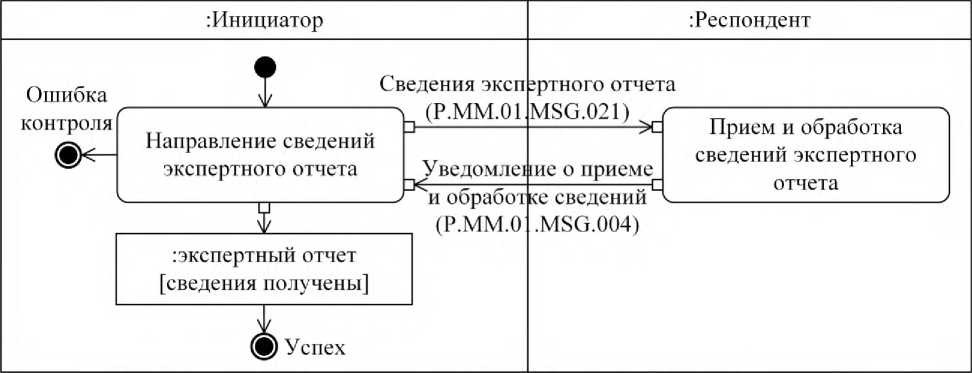 :Инициатор
:Респондент
Ошибка
контроля
Направление сведений
экспертного отчета
Сведения экспертного отчета
(P.MM.01.MSG.021)
Прием и обработка
сведений экспертного
отчета
Уведомление о приеме
и обработке сведений
(P.MM.01.MSG.004)
:экспертный отчет
[сведения получены]
Успех